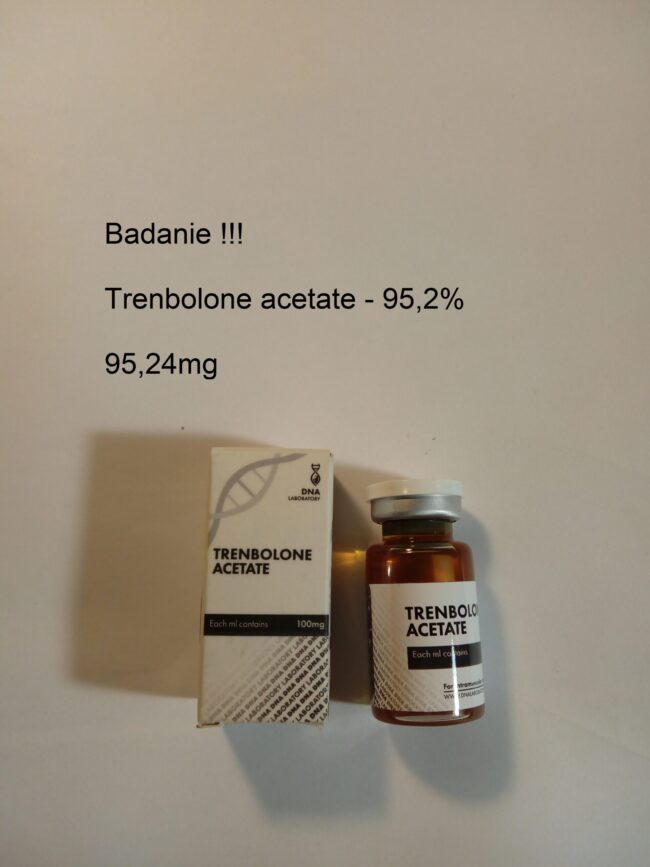 Badanie !!!
Trenbolone acetate - 95,2%
95,24mg
DNA
LABORATORY
TRENBOLONE
ACETATE
Each ml contains 100mg
TRENBOLO
ACETATE
Each ml contains